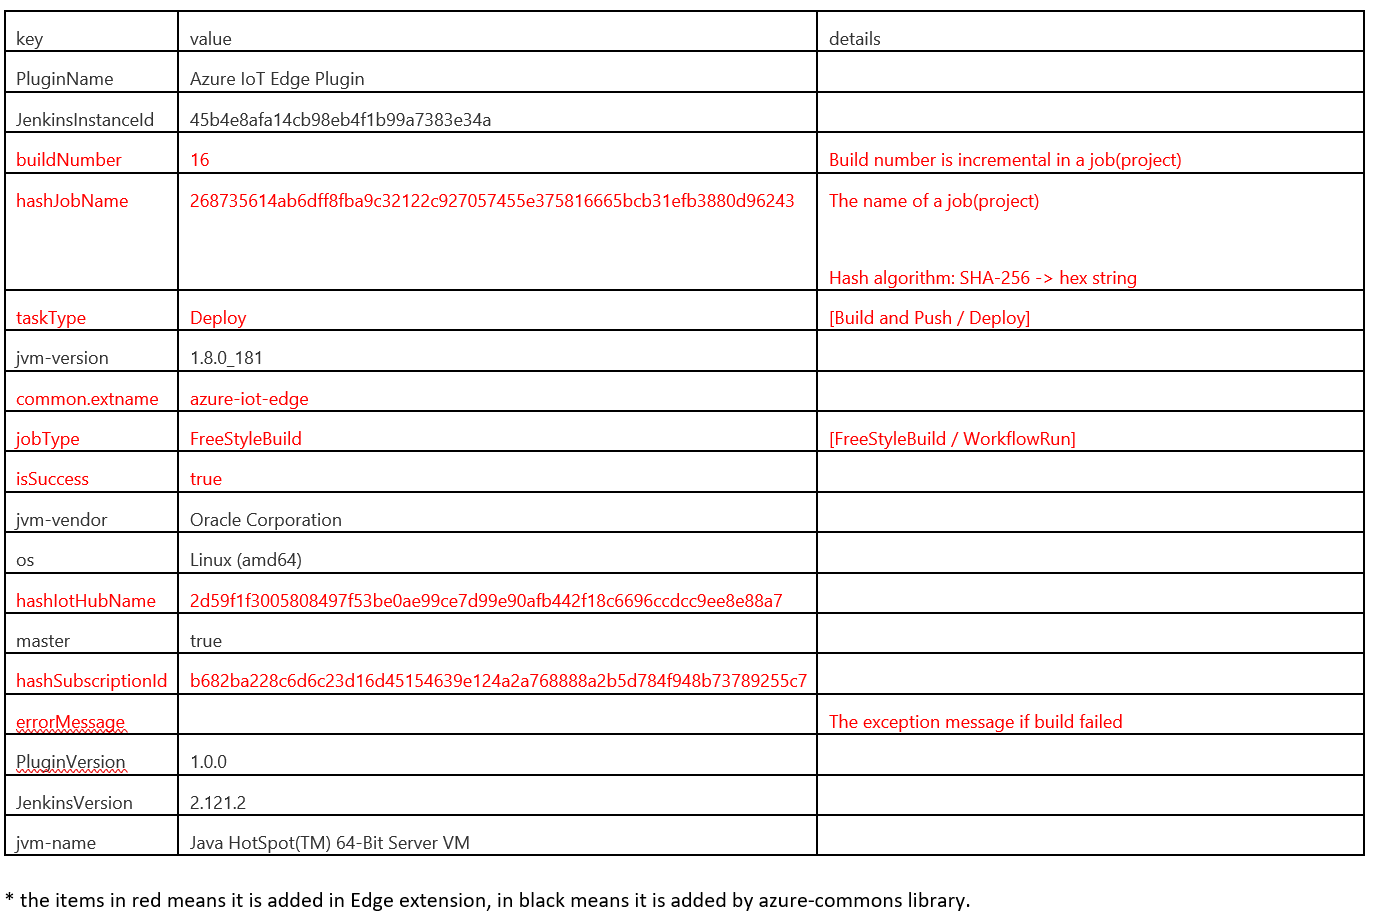 key value details
PluginName Azure IoT Edge Plugin
JenkinsInstanceId 45b4e8afa14cb98eb4f1b99a7383e34a
buildNumber 16 Build number is incremental in a job(project)
hashJobName 268735614ab6dff8fba9c32122c927057455e375816665bcb31efb3880d96243 The name of a job(project)
Hash algorithm: SHA-256 -> hex string
taskType Deploy [Build and Push / Deploy]
jvm-version 1.8.0_181
common.extname azure-iot-edge
jobType FreeStyleBuild [FreeStyleBuild / WorkflowRun]
isSuccess true
jvm-vendor Oracle Corporation
os Linux (amd64)
hashIotHubName 2d59f1f3005808497f53be0ae99ce7d99e90afb442f18c6696ccdcc9ee8e88a7
master true
hashSubscriptionId b682ba228c6d6c23d16d45154639e124a2a768888a2b5d784f948b73789255c7
errorMessage The exception message if build failed
PluginVersion 1.0.0
JenkinsVersion 2.121.2
jvm-name Java HotSpot(TM) 64-Bit Server VM
* the items in red means it is added in Edge extension, in black means it is added by azure-commons library.